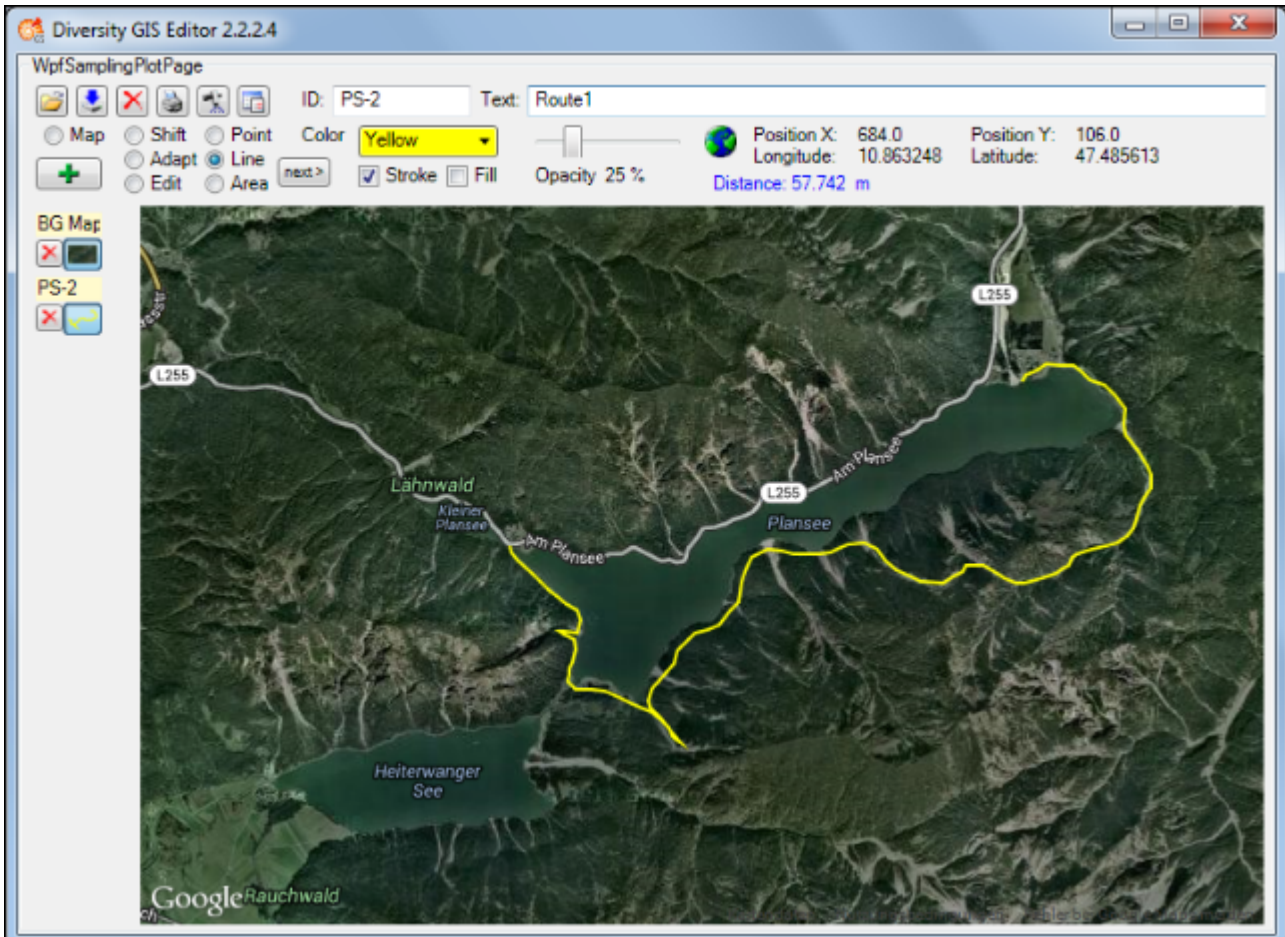 Diversity GIS Editor 2.2.2.4
WpfSamplingPlotPage
ID: PS-2 Text: Route1
Map Shift Point Color Yellow Position X: 684.0 Position Y: 106.0
Adapt Line next > Longitude: 10.863248 Latitude: 47.485613
Edit Area Stroke Fill Opacity 25 % Distance: 57.742 m
BG Map
PS-2
L255
L255
Lähnwald
Kleiner
Plansee
L255
Am Plansee
Plansee
Am Plansee
Heiterwanger
See
Google
Rauchwald